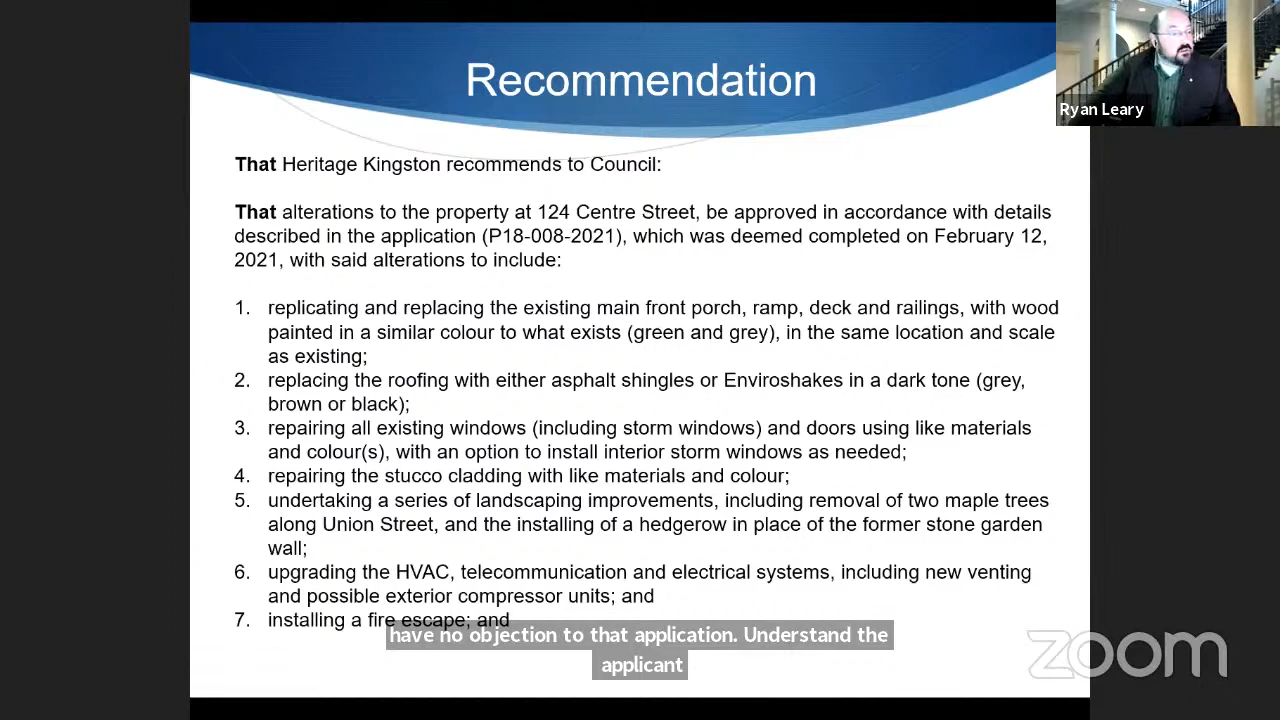 Recommendation
Ryan Leary
That Heritage Kingston recommends to Council:
That alterations to the property at 124 Centre Street, be approved in accordance with details
described in the application (P18-008-2021), which was deemed completed on February 12,
2021, with said alterations to include:
1. replicating and replacing the existing main front porch, ramp, deck and railings, with wood
painted in a similar colour to what exists (green and grey), in the same location and scale
as existing;
2. replacing the roofing with either asphalt shingles or Enviroshakes in a dark tone (grey,
brown or black);
3. repairing all existing windows (including storm windows) and doors using like materials
and colour(s), with an option to install interior storm windows as needed;
4. repairing the stucco cladding with like materials and colour;
5. undertaking a series of landscaping improvements, including removal of two maple trees
along Union Street, and the installing of a hedgerow in place of the former stone garden
wall;
6. upgrading the HVAC, telecommunication and electrical systems, including new venting
and possible exterior compressor units; and
7. installing a fire escape; and
have no objection to that application. Understand the
applicant
zoom